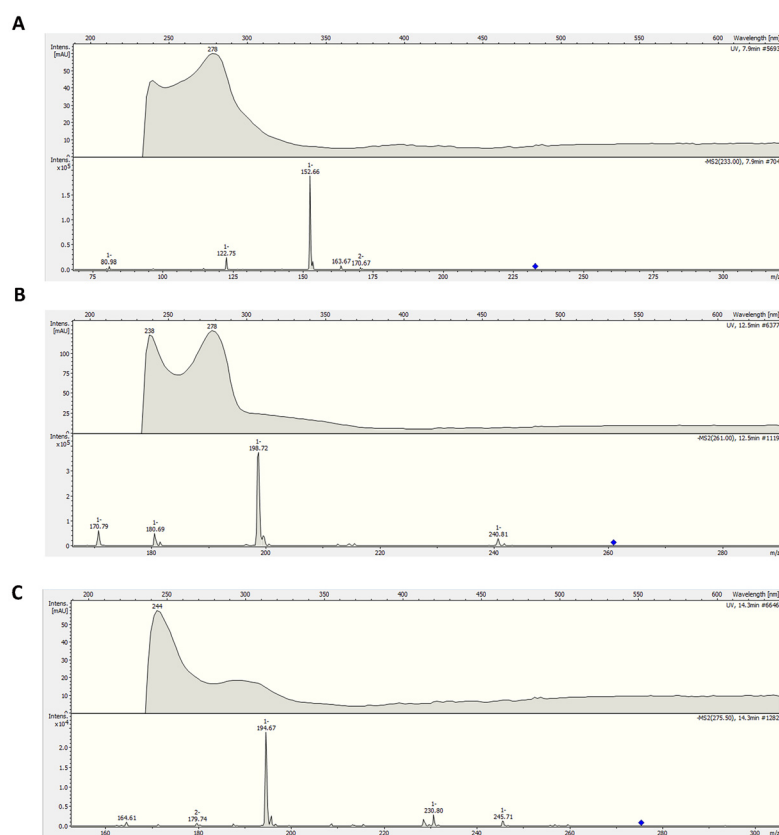 A
200 250 300 350 400 450 500 550 600 Wavelength [nm]
Intens. [mAU]
278
UV, 7.9min #5693
50
40
30
20
10
0
Intens. x10⁵
-MS2(233.00), 7.9min #704
1- 152.66
1.5
1.0
0.5
0.0
1- 80.98
1- 122.75
163.67
2- 170.67
75 100 125 150 175 200 225 250 275 300 m/z
B
200 250 300 350 400 450 500 550 600 Wavelength [nm]
Intens. [mAU]
238
278
UV, 12.5min #6377
100
75
50
25
0
Intens. x10⁵
-MS2(261.00), 12.5min #1119
1- 198.72
3
2
1
0
1- 170.79
1- 180.69
1- 240.81
180 200 220 240 260 280 m/z
C
200 250 300 350 400 450 500 550 600 Wavelength [nm]
Intens. [mAU]
244
UV, 14.3min #6646
50
40
30
20
10
0
Intens. x10⁴
-MS2(275.50), 14.3min #1282
1- 194.67
2.0
1.5
1.0
0.5
0.0
164.61
2- 179.74
1- 230.80
1- 245.71
160 180 200 220 240 260 280 300 m/z